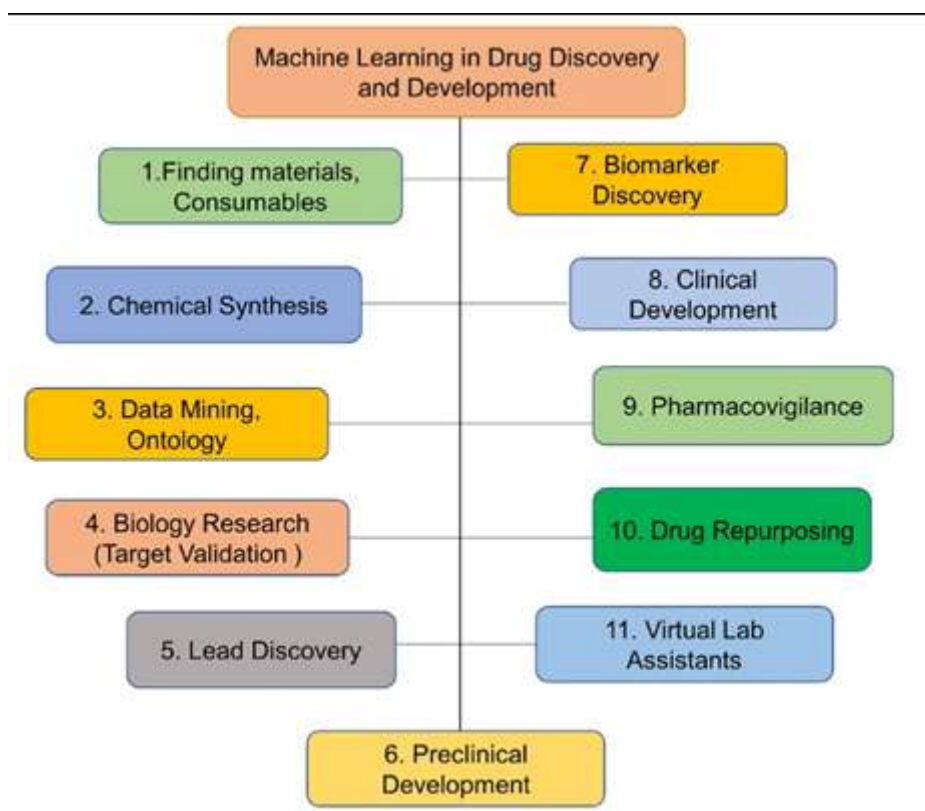 Machine Learning in Drug Discovery
and Development
1.Finding materials,
Consumables
2. Chemical Synthesis
3. Data Mining,
Ontology
4. Biology Research
(Target Validation )
5. Lead Discovery
6. Preclinical
Development
7. Biomarker
Discovery
8. Clinical
Development
9. Pharmacovigilance
10. Drug Repurposing
11. Virtual Lab
Assistants